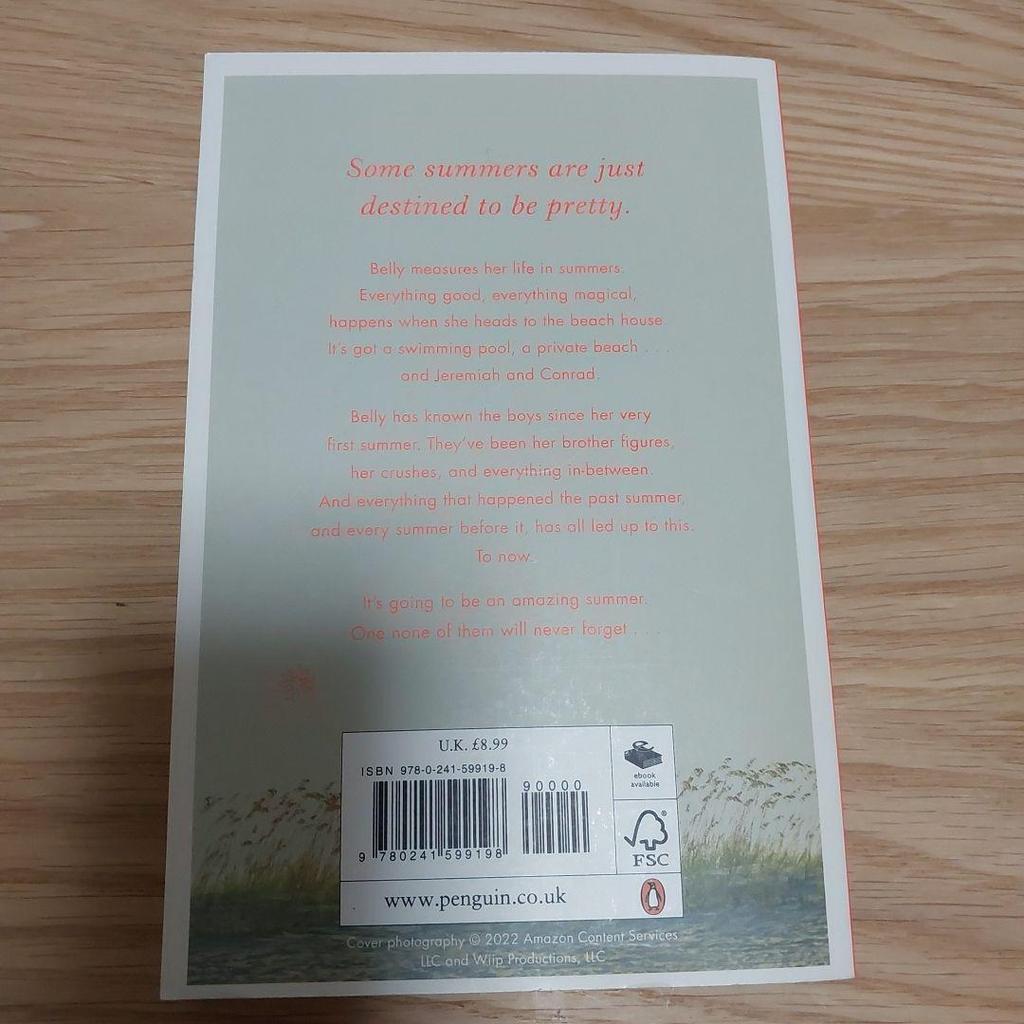 Some summers are just
destined to be pretty.
Belly measures her life in summers.
Everything good, everything magical,
happens when she heads to the beach house.
It's got a swimming pool, a private beach . . .
and Jeremiah and Conrad.
Belly has known the boys since her very
first summer. They've been her brother figures,
her crushes, and everything in-between.
And everything that happened the past summer,
and every summer before it, has all led up to this.
To now.
It's going to be an amazing summer.
One none of them will never forget . . .
U.K. £8.99
ISBN 978-0-241-59919-8
90000
9 780241 599198
ebook
available
FSC
www.penguin.co.uk
Cover photography © 2022 Amazon Content Services
LLC and Wiip Productions, LLC